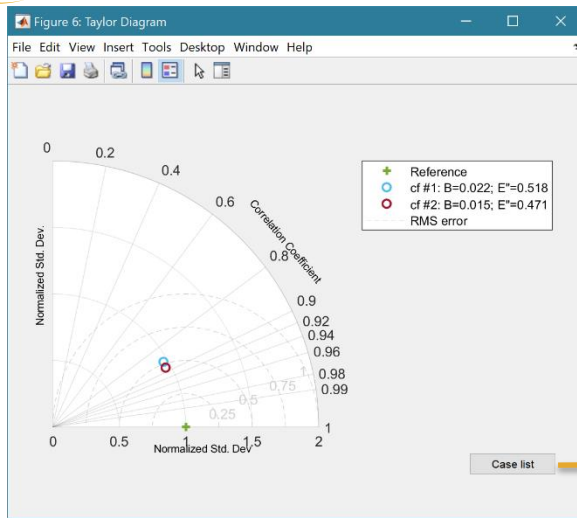 Figure 6: Taylor Diagram
File Edit View Insert Tools Desktop Window Help
Reference
cf #1: B=0.022; E"=0.518
cf #2: B=0.015; E"=0.471
RMS error
0
0.2
0.4
0.6
0.8
0.9
0.92
0.94
0.96
0.98
0.99
1
Correlation Coefficient
Normalized Std. Dev.
1
0.75
0.5
0.25
0 0.5 1 1.5 2
Normalized Std. Dev
Case list